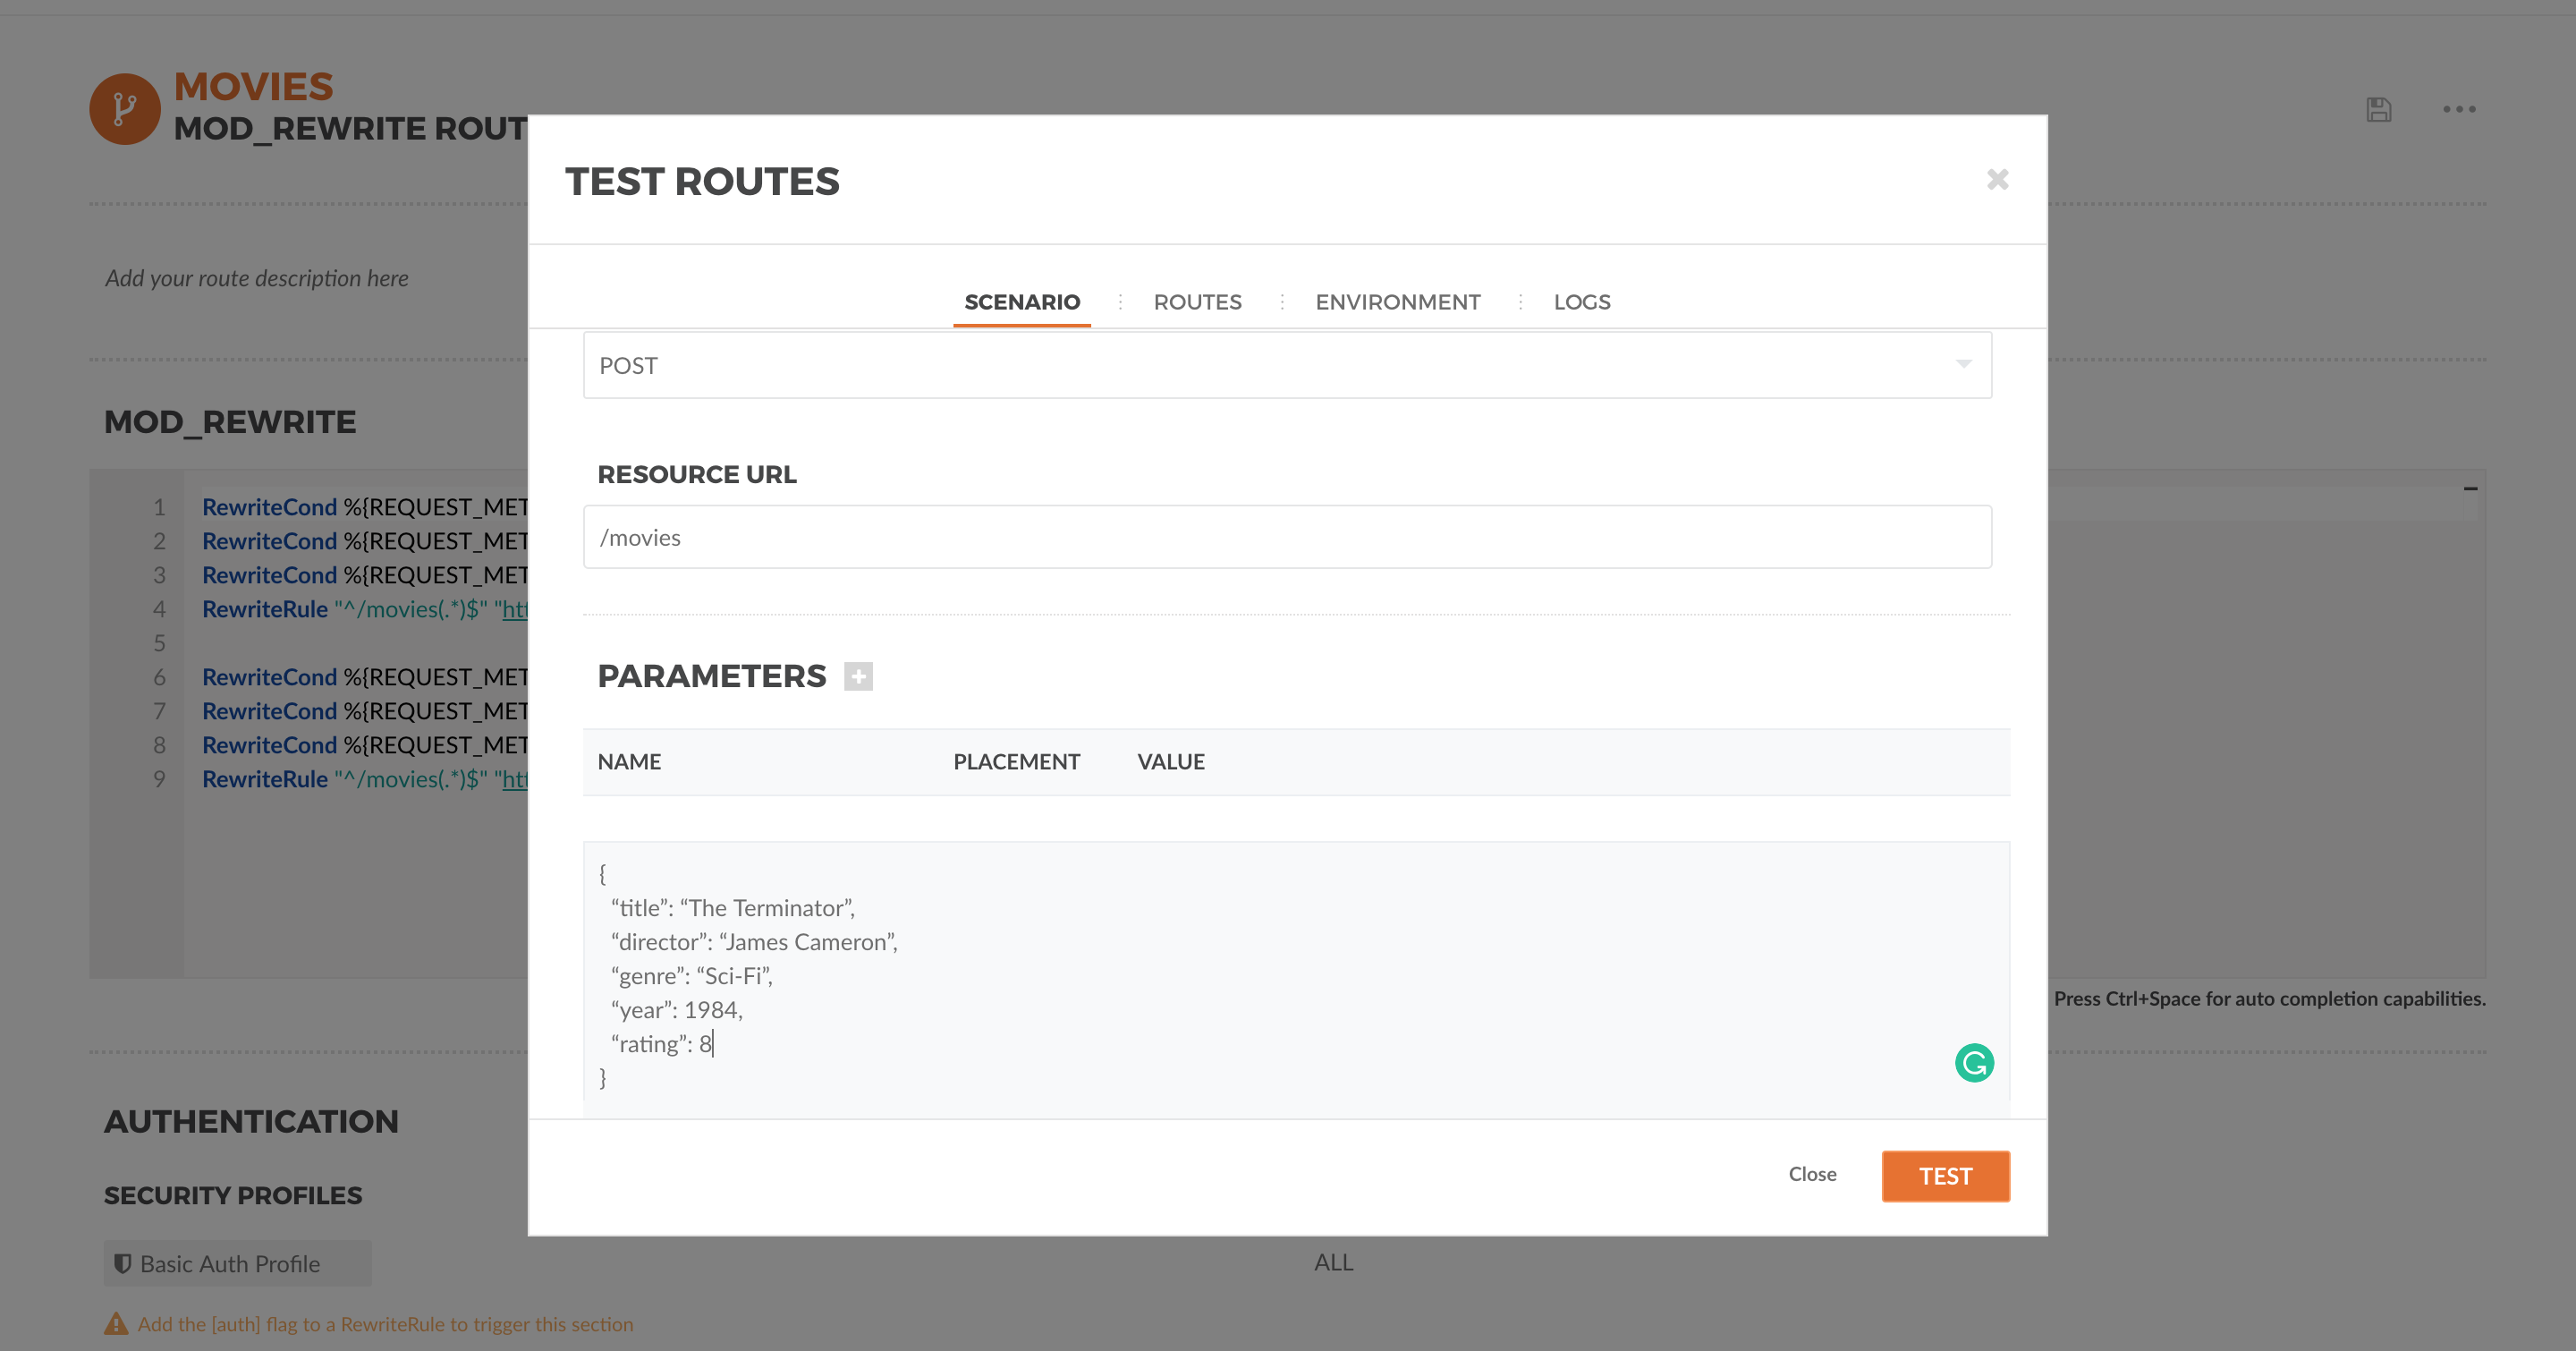 MOVIES
MOD_REWRITE ROUT
Add your route description here
MOD_REWRITE
1 RewriteCond %{REQUEST_MET
2 RewriteCond %{REQUEST_MET
3 RewriteCond %{REQUEST_MET
4 RewriteRule "^/movies(.*)$" "htt
5
6 RewriteCond %{REQUEST_MET
7 RewriteCond %{REQUEST_MET
8 RewriteCond %{REQUEST_MET
9 RewriteRule "^/movies(.*)$" "htt
Press Ctrl+Space for auto completion capabilities.
AUTHENTICATION
SECURITY PROFILES
Basic Auth Profile
ALL
Add the [auth] flag to a RewriteRule to trigger this section
TEST ROUTES
SCENARIO ROUTES ENVIRONMENT LOGS
POST
RESOURCE URL
/movies
PARAMETERS
NAME PLACEMENT VALUE
{
“title”: “The Terminator”,
“director”: “James Cameron”,
“genre”: “Sci-Fi”,
“year”: 1984,
“rating”: 8
}
Close TEST